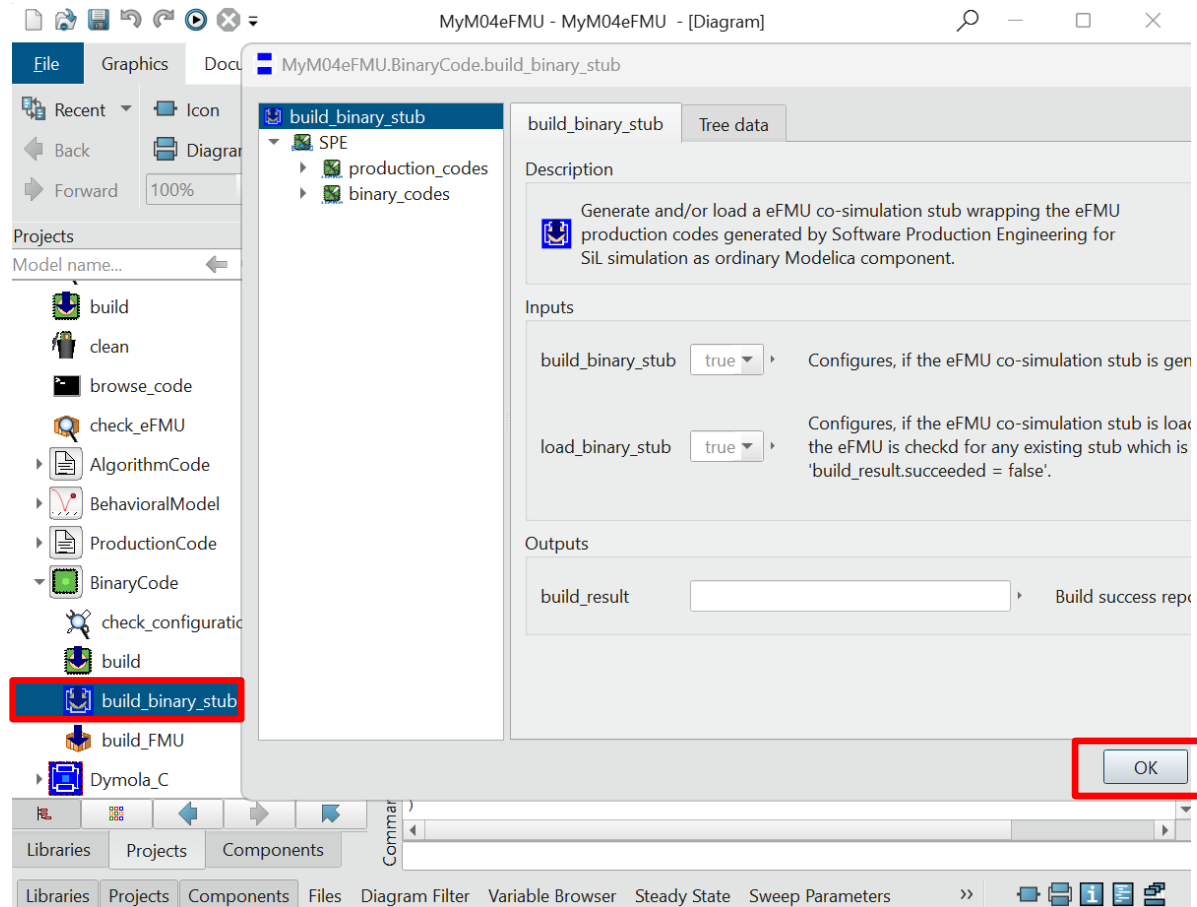 MyM04eFMU - MyM04eFMU - [Diagram]
File Graphics Docu
MyM04eFMU.BinaryCode.build_binary_stub
Recent Icon
Back Diagrar
Forward 100%
Projects
Model name...
build
clean
browse_code
check_eFMU
AlgorithmCode
BehavioralModel
ProductionCode
BinaryCode
check_configuratic
build
build_binary_stub
build_FMU
Dymola_C
build_binary_stub
SPE
production_codes
binary_codes
build_binary_stub Tree data
Description
Generate and/or load a eFMU co-simulation stub wrapping the eFMU
production codes generated by Software Production Engineering for
SiL simulation as ordinary Modelica component.
Inputs
build_binary_stub true Configures, if the eFMU co-simulation stub is gen
Configures, if the eFMU co-simulation stub is load
load_binary_stub true the eFMU is checkd for any existing stub which is
'build_result.succeeded = false'.
Outputs
build_result Build success repo
OK
Commar
)
Libraries Projects Components
Libraries Projects Components Files Diagram Filter Variable Browser Steady State Sweep Parameters »